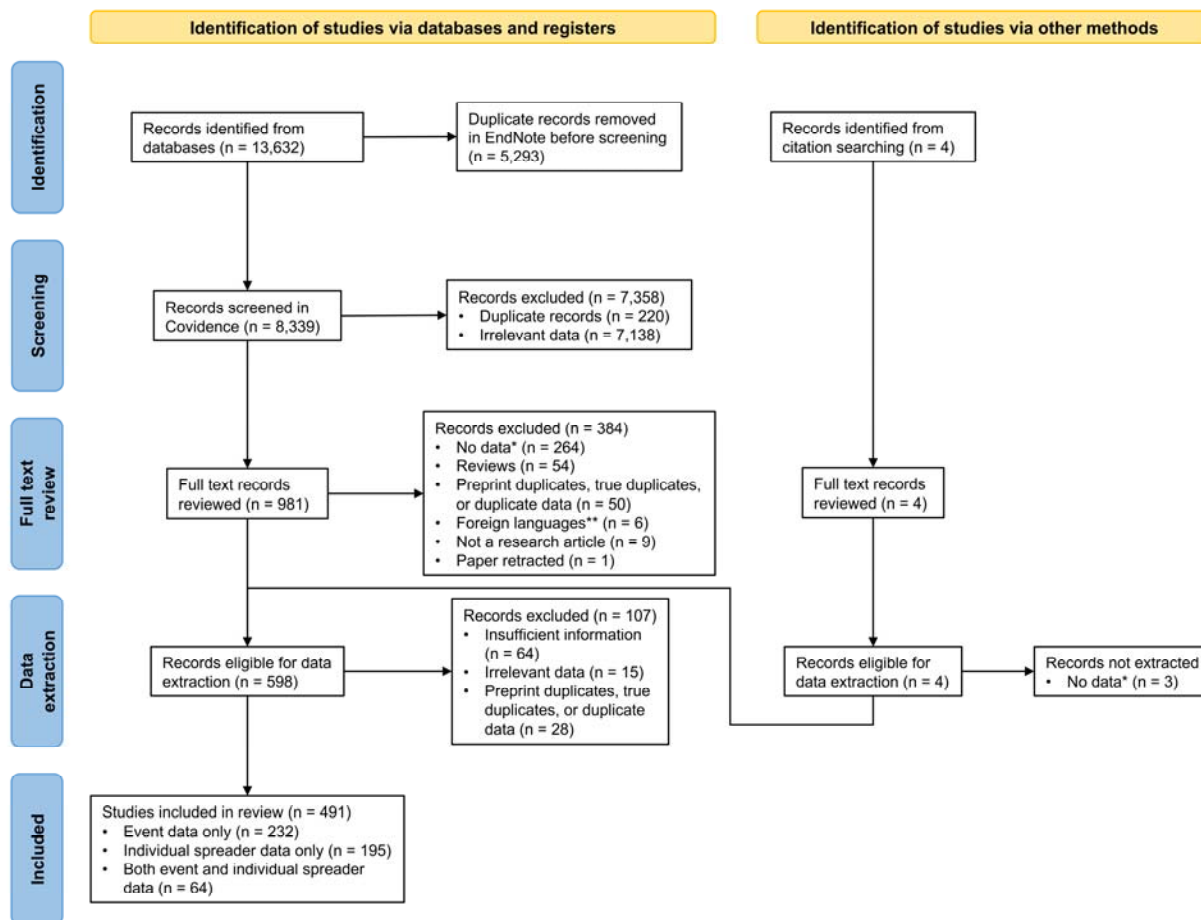 Identification of studies via databases and registers
Identification of studies via other methods
Identification
Records identified from
databases (n = 13,632)
Duplicate records removed
in EndNote before screening
(n = 5,293)
Records identified from
citation searching (n = 4)
Screening
Records screened in
Covidence (n = 8,339)
Records excluded (n = 7,358)
• Duplicate records (n = 220)
• Irrelevant data (n = 7,138)
Full text
review
Full text records
reviewed (n = 981)
Records excluded (n = 384)
• No data* (n = 264)
• Reviews (n = 54)
• Preprint duplicates, true duplicates,
or duplicate data (n = 50)
• Foreign languages** (n = 6)
• Not a research article (n = 9)
• Paper retracted (n = 1)
Full text records
reviewed (n = 4)
Data
extraction
Records eligible for data
extraction (n = 598)
Records excluded (n = 107)
• Insufficient information
(n = 64)
• Irrelevant data (n = 15)
• Preprint duplicates, true
duplicates, or duplicate
data (n = 28)
Records eligible for
data extraction (n = 4)
Records not extracted
• No data* (n = 3)
Included
Studies included in review (n = 491)
• Event data only (n = 232)
• Individual spreader data only (n = 195)
• Both event and individual spreader
data (n = 64)